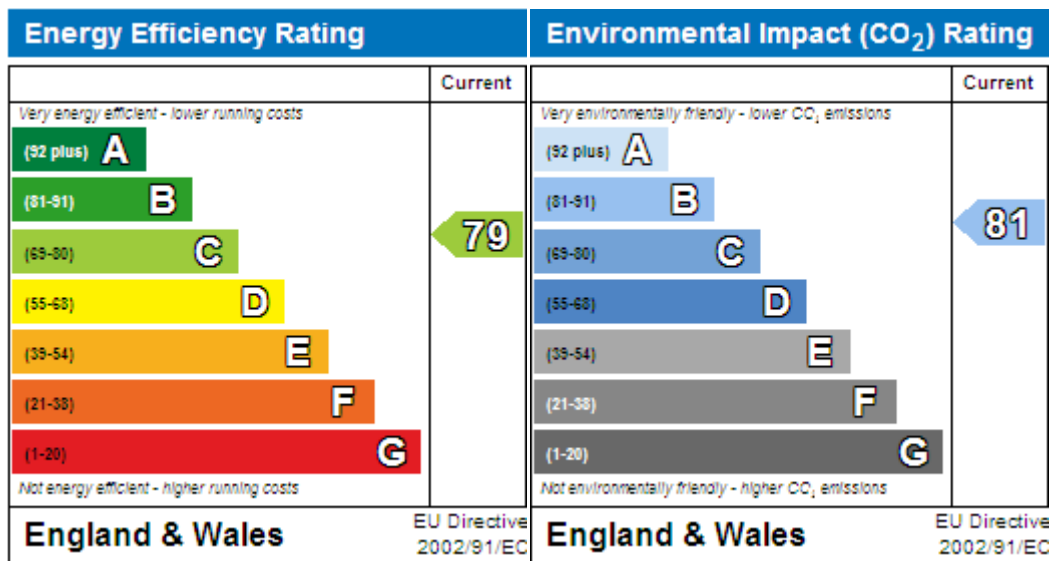 Energy Efficiency Rating
Current
Very energy efficient - lower running costs
(92 plus) A
(81-91) B
79
(69-80) C
(55-68) D
(39-54) E
(21-38) F
(1-20) G
Not energy efficient - higher running costs
England & Wales
EU Directive
2002/91/EC
Environmental Impact (CO₂) Rating
Current
Very environmentally friendly - lower CO₂ emissions
(92 plus) A
(81-91) B
81
(69-80) C
(55-68) D
(39-54) E
(21-38) F
(1-20) G
Not environmentally friendly - higher CO₂ emissions
England & Wales
EU Directive
2002/91/EC